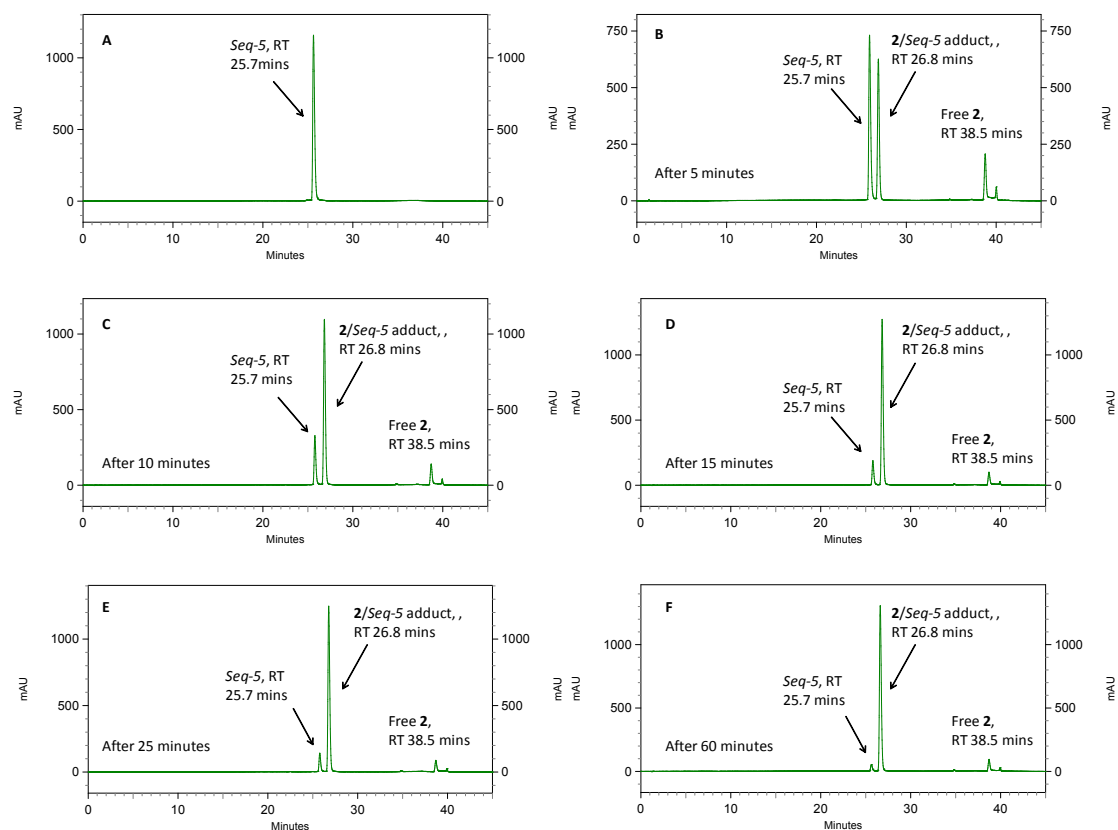 A
Seq-5, RT
25.7mins
mAU
1000
500
0
0 10 20 30 40
Minutes
1000
500
0
mAU
B
Seq-5, RT
25.7 mins
2/Seq-5 adduct, ,
RT 26.8 mins
Free 2,
RT 38.5 mins
After 5 minutes
mAU
750
500
250
0
0 10 20 30 40
Minutes
750
500
250
0
mAU
C
Seq-5, RT
25.7 mins
2/Seq-5 adduct, ,
RT 26.8 mins
Free 2,
RT 38.5 mins
After 10 minutes
mAU
1000
500
0
0 10 20 30 40
Minutes
1000
500
0
mAU
D
Seq-5, RT
25.7 mins
2/Seq-5 adduct, ,
RT 26.8 mins
Free 2,
RT 38.5 mins
After 15 minutes
mAU
1000
500
0
0 10 20 30 40
Minutes
1000
500
0
mAU
E
Seq-5, RT
25.7 mins
2/Seq-5 adduct, ,
RT 26.8 mins
Free 2,
RT 38.5 mins
After 25 minutes
mAU
1000
500
0
0 10 20 30 40
Minutes
1000
500
0
mAU
F
Seq-5, RT
25.7 mins
2/Seq-5 adduct, ,
RT 26.8 mins
Free 2,
RT 38.5 mins
After 60 minutes
mAU
1000
500
0
0 10 20 30 40
Minutes
1000
500
0
mAU